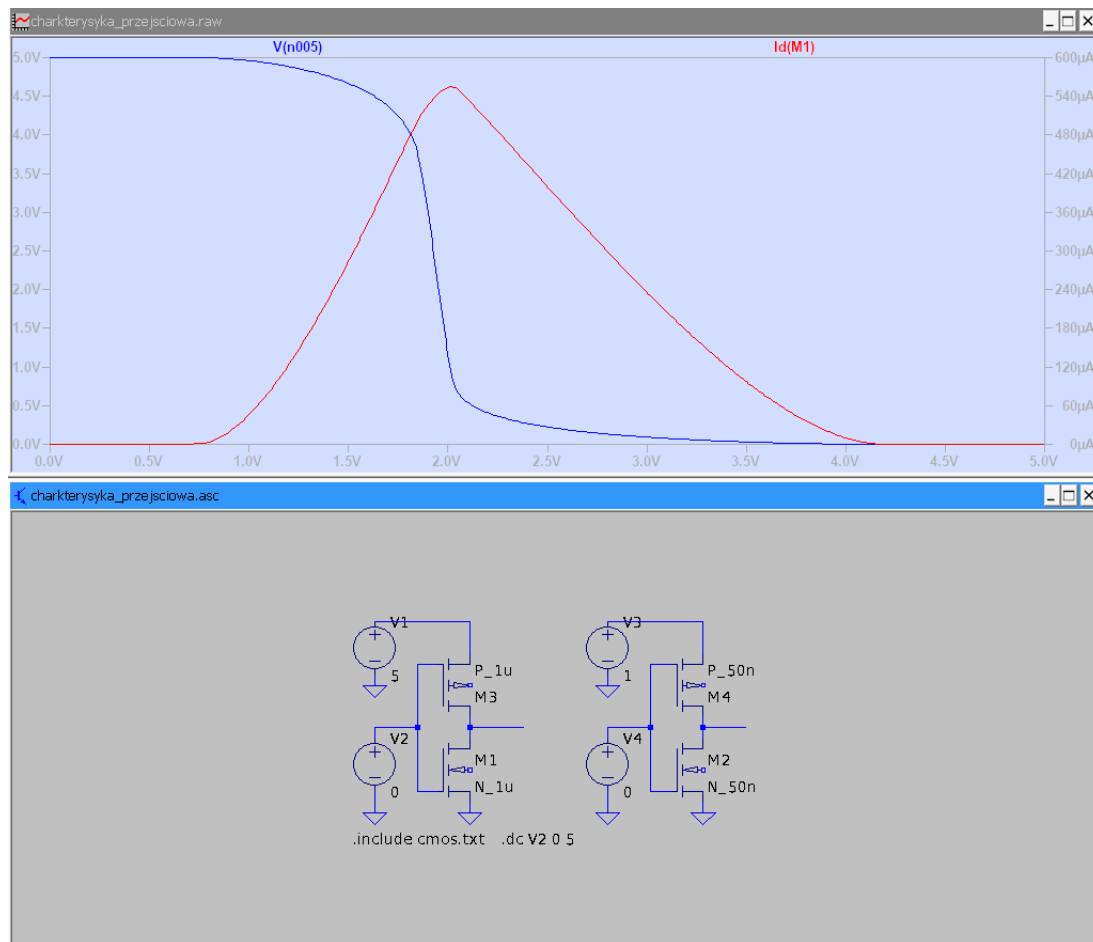 charkterysyka_przejsciowa.raw
V(n005) Id(M1)
5.0V 600µA
4.5V 540µA
4.0V 480µA
3.5V 420µA
3.0V 360µA
2.5V 300µA
2.0V 240µA
1.5V 180µA
1.0V 120µA
0.5V 60µA
0.0V 0µA
0.0V 0.5V 1.0V 1.5V 2.0V 2.5V 3.0V 3.5V 4.0V 4.5V 5.0V
charkterysyka_przejsciowa.asc
V1 V3
P_1u P_50n
5 1
M3 M4
V2 V4
M1 M2
0 0
N_1u N_50n
.include cmos.txt .dc V2 0 5